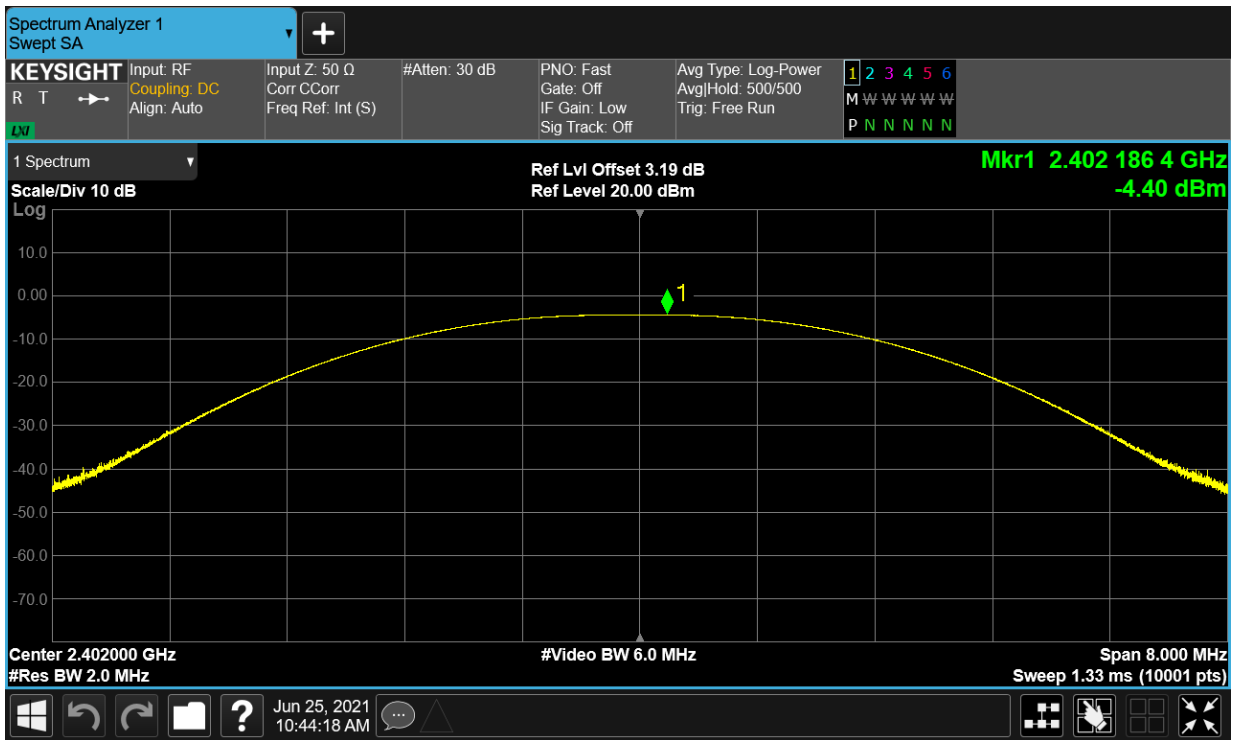 Spectrum Analyzer 1
Swept SA
+
KEYSIGHT
R T
LXI
Input: RF
Coupling: DC
Align: Auto
Input Z: 50 Ω
Corr CCorr
Freq Ref: Int (S)
#Atten: 30 dB
PNO: Fast
Gate: Off
IF Gain: Low
Sig Track: Off
Avg Type: Log-Power
Avg|Hold: 500/500
Trig: Free Run
1 2 3 4 5 6
M W W W W W
P N N N N N
1 Spectrum
Scale/Div 10 dB
Log
Ref Lvl Offset 3.19 dB
Ref Level 20.00 dBm
Mkr1 2.402 186 4 GHz
-4.40 dBm
10.0
0.00
-10.0
-20.0
-30.0
-40.0
-50.0
-60.0
-70.0
1
Center 2.402000 GHz
#Res BW 2.0 MHz
#Video BW 6.0 MHz
Span 8.000 MHz
Sweep 1.33 ms (10001 pts)
?
Jun 25, 2021
10:44:18 AM